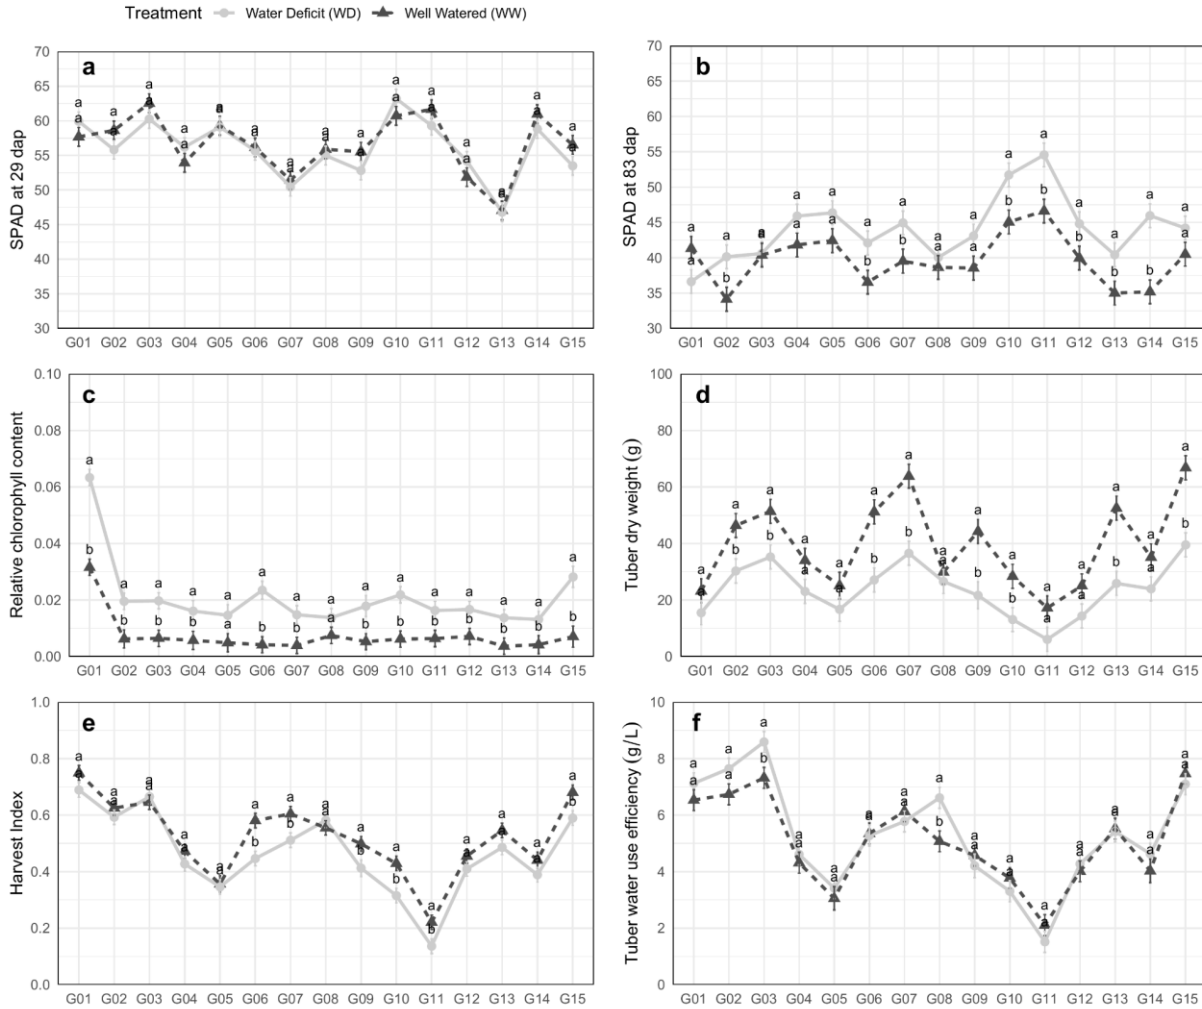 Treatment Water Deficit (WD) Well Watered (WW)
a
SPAD at 29 dap
70
65
60
55
50
45
40
35
30
G01 G02 G03 G04 G05 G06 G07 G08 G09 G10 G11 G12 G13 G14 G15
b
SPAD at 83 dap
70
65
60
55
50
45
40
35
30
G01 G02 G03 G04 G05 G06 G07 G08 G09 G10 G11 G12 G13 G14 G15
c
Relative chlorophyll content
0.10
0.08
0.06
0.04
0.02
0.00
G01 G02 G03 G04 G05 G06 G07 G08 G09 G10 G11 G12 G13 G14 G15
d
Tuber dry weight (g)
100
80
60
40
20
0
G01 G02 G03 G04 G05 G06 G07 G08 G09 G10 G11 G12 G13 G14 G15
e
Harvest Index
1.0
0.8
0.6
0.4
0.2
0.0
G01 G02 G03 G04 G05 G06 G07 G08 G09 G10 G11 G12 G13 G14 G15
f
Tuber water use efficiency (g/L)
10
8
6
4
2
0
G01 G02 G03 G04 G05 G06 G07 G08 G09 G10 G11 G12 G13 G14 G15